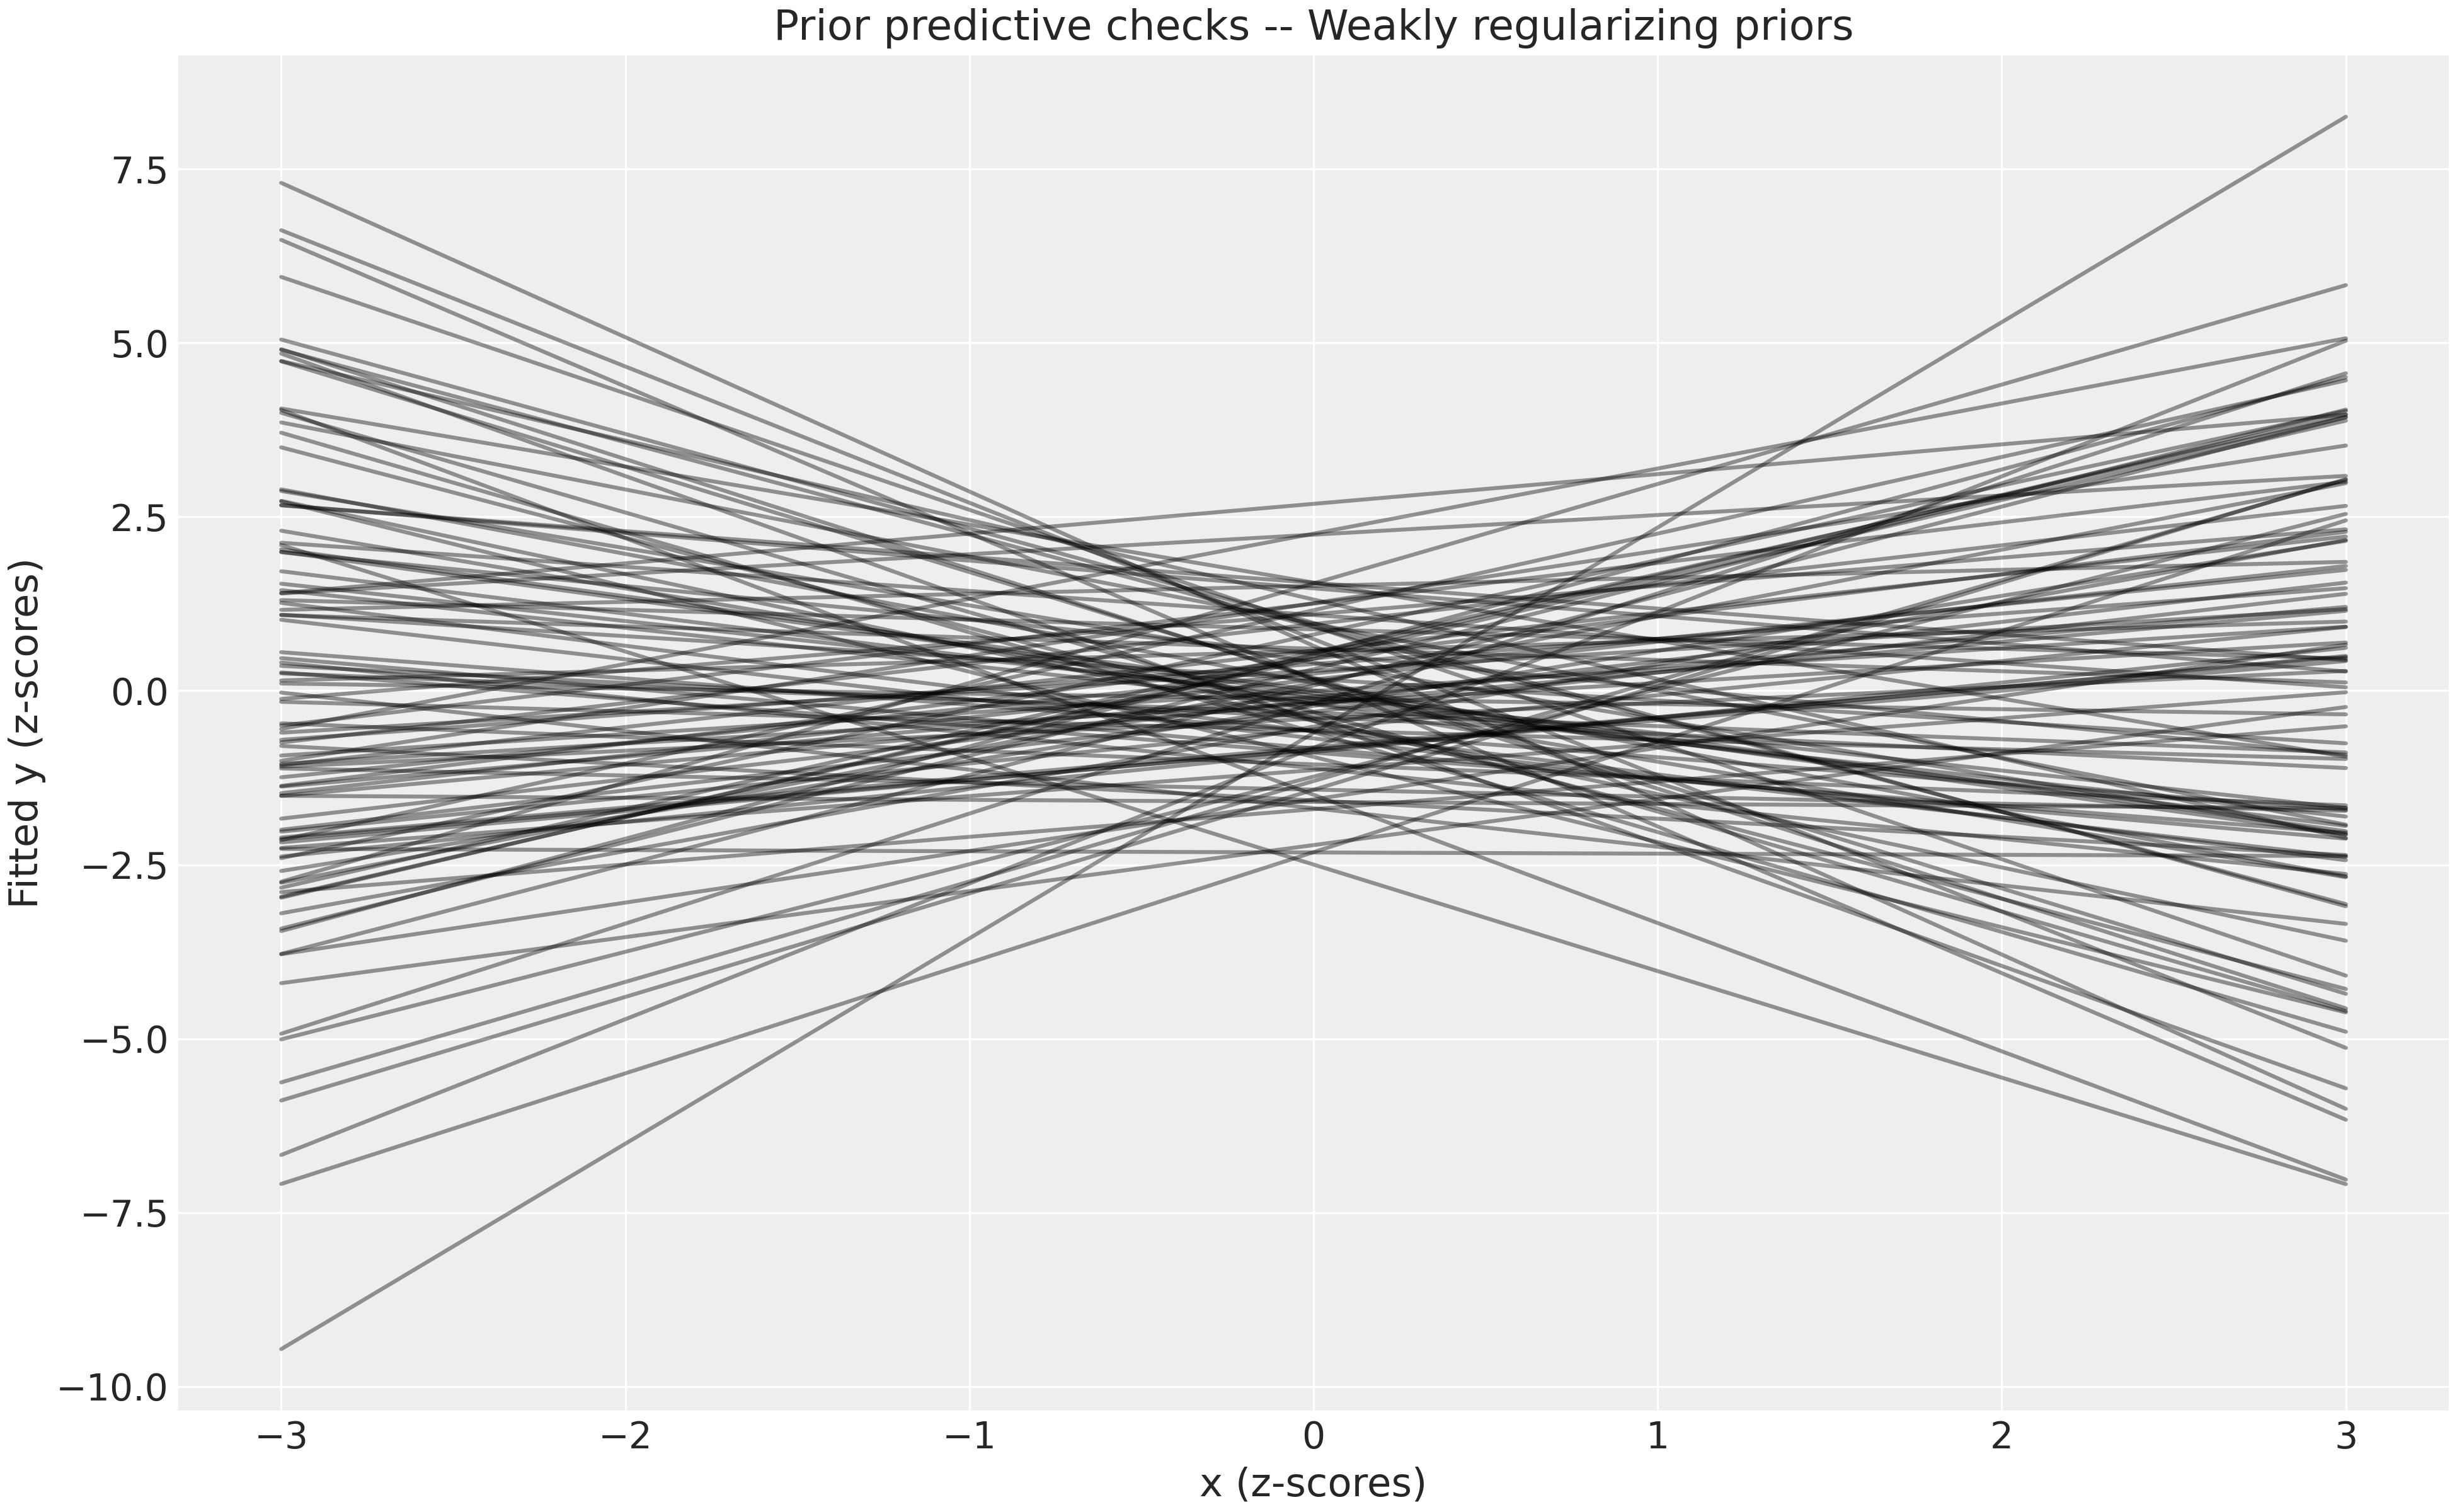 Prior predictive checks -- Weakly regularizing priors
7.5
5.0
2.5
0.0
−2.5
−5.0
−7.5
−10.0
Fitted y (z-scores)
−3 −2 −1 0 1 2 3
x (z-scores)